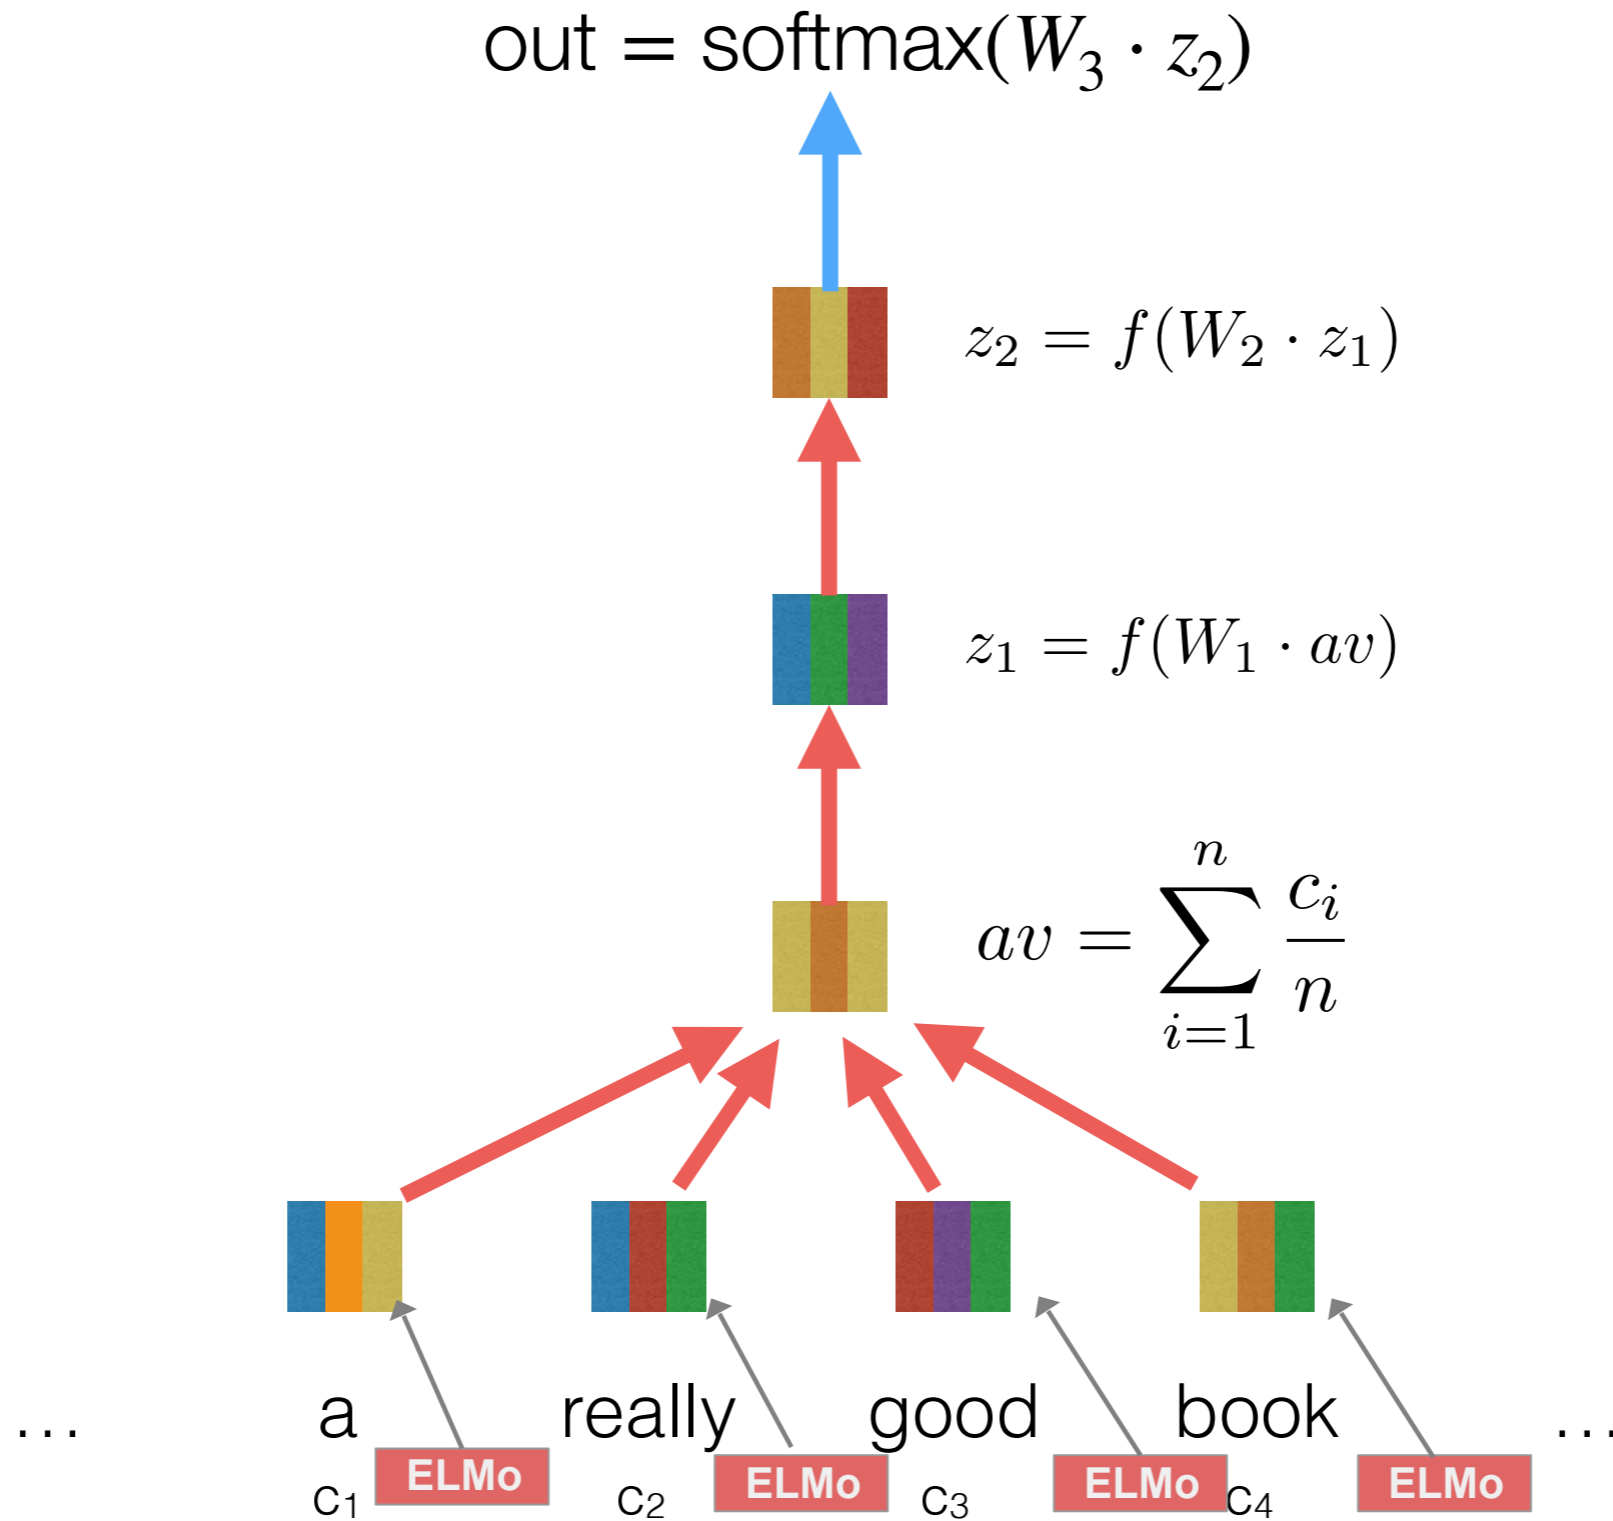 out = softmax(W₃ · z₂)
z₂ = f(W₂ · z₁)
z₁ = f(W₁ · av)
av = ∑ᵢ₌₁ⁿ cᵢ/n
... a really good book ...
c₁ ELMo c₂ ELMo c₃ ELMo c₄ ELMo